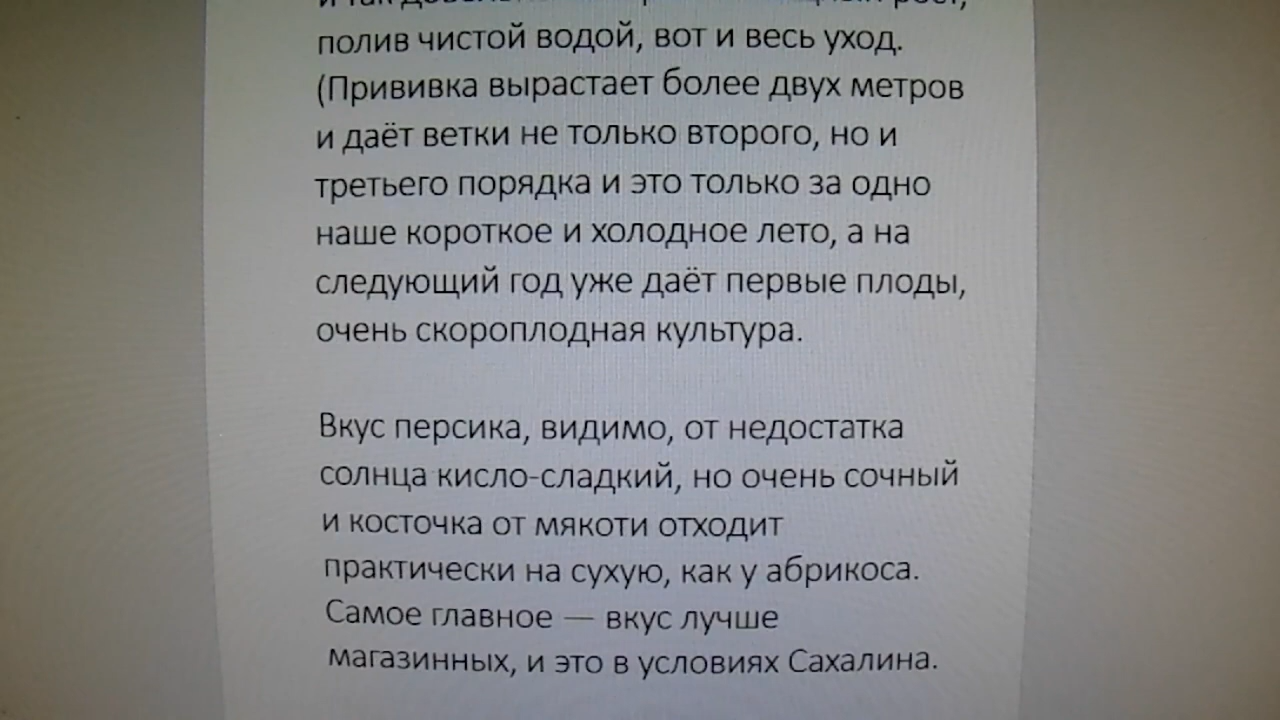 и так
полив чистой водой, вот и весь уход.
(Прививка вырастает более двух метров
и даёт ветки не только второго, но и
третьего порядка и это только за одно
наше короткое и холодное лето, а на
следующий год уже даёт первые плоды,
очень скороплодная культура.
Вкус персика, видимо, от недостатка
солнца кисло-сладкий, но очень сочный
и косточка от мякоти отходит
практически на сухую, как у абрикоса.
Самое главное — вкус лучше
магазинных, и это в условиях Сахалина.